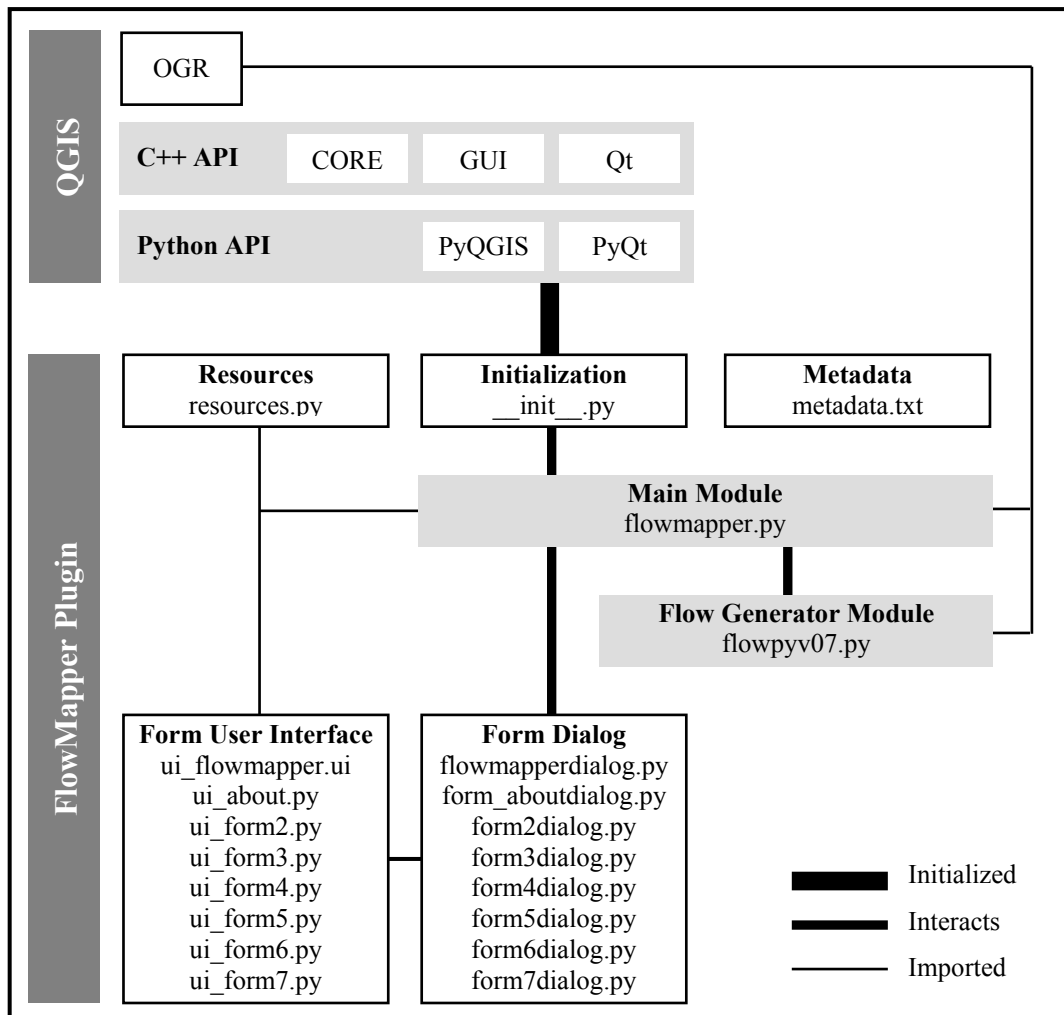 QGIS
OGR
C++ API
CORE
GUI
Qt
Python API
PyQGIS
PyQt
FlowMapper Plugin
Resources
resources.py
Initialization
__init__.py
Metadata
metadata.txt
Main Module
flowmapper.py
Flow Generator Module
flowpyv07.py
Form User Interface
ui_flowmapper.ui
ui_about.py
ui_form2.py
ui_form3.py
ui_form4.py
ui_form5.py
ui_form6.py
ui_form7.py
Form Dialog
flowmapperdialog.py
form_aboutdialog.py
form2dialog.py
form3dialog.py
form4dialog.py
form5dialog.py
form6dialog.py
form7dialog.py
Initialized
Interacts
Imported